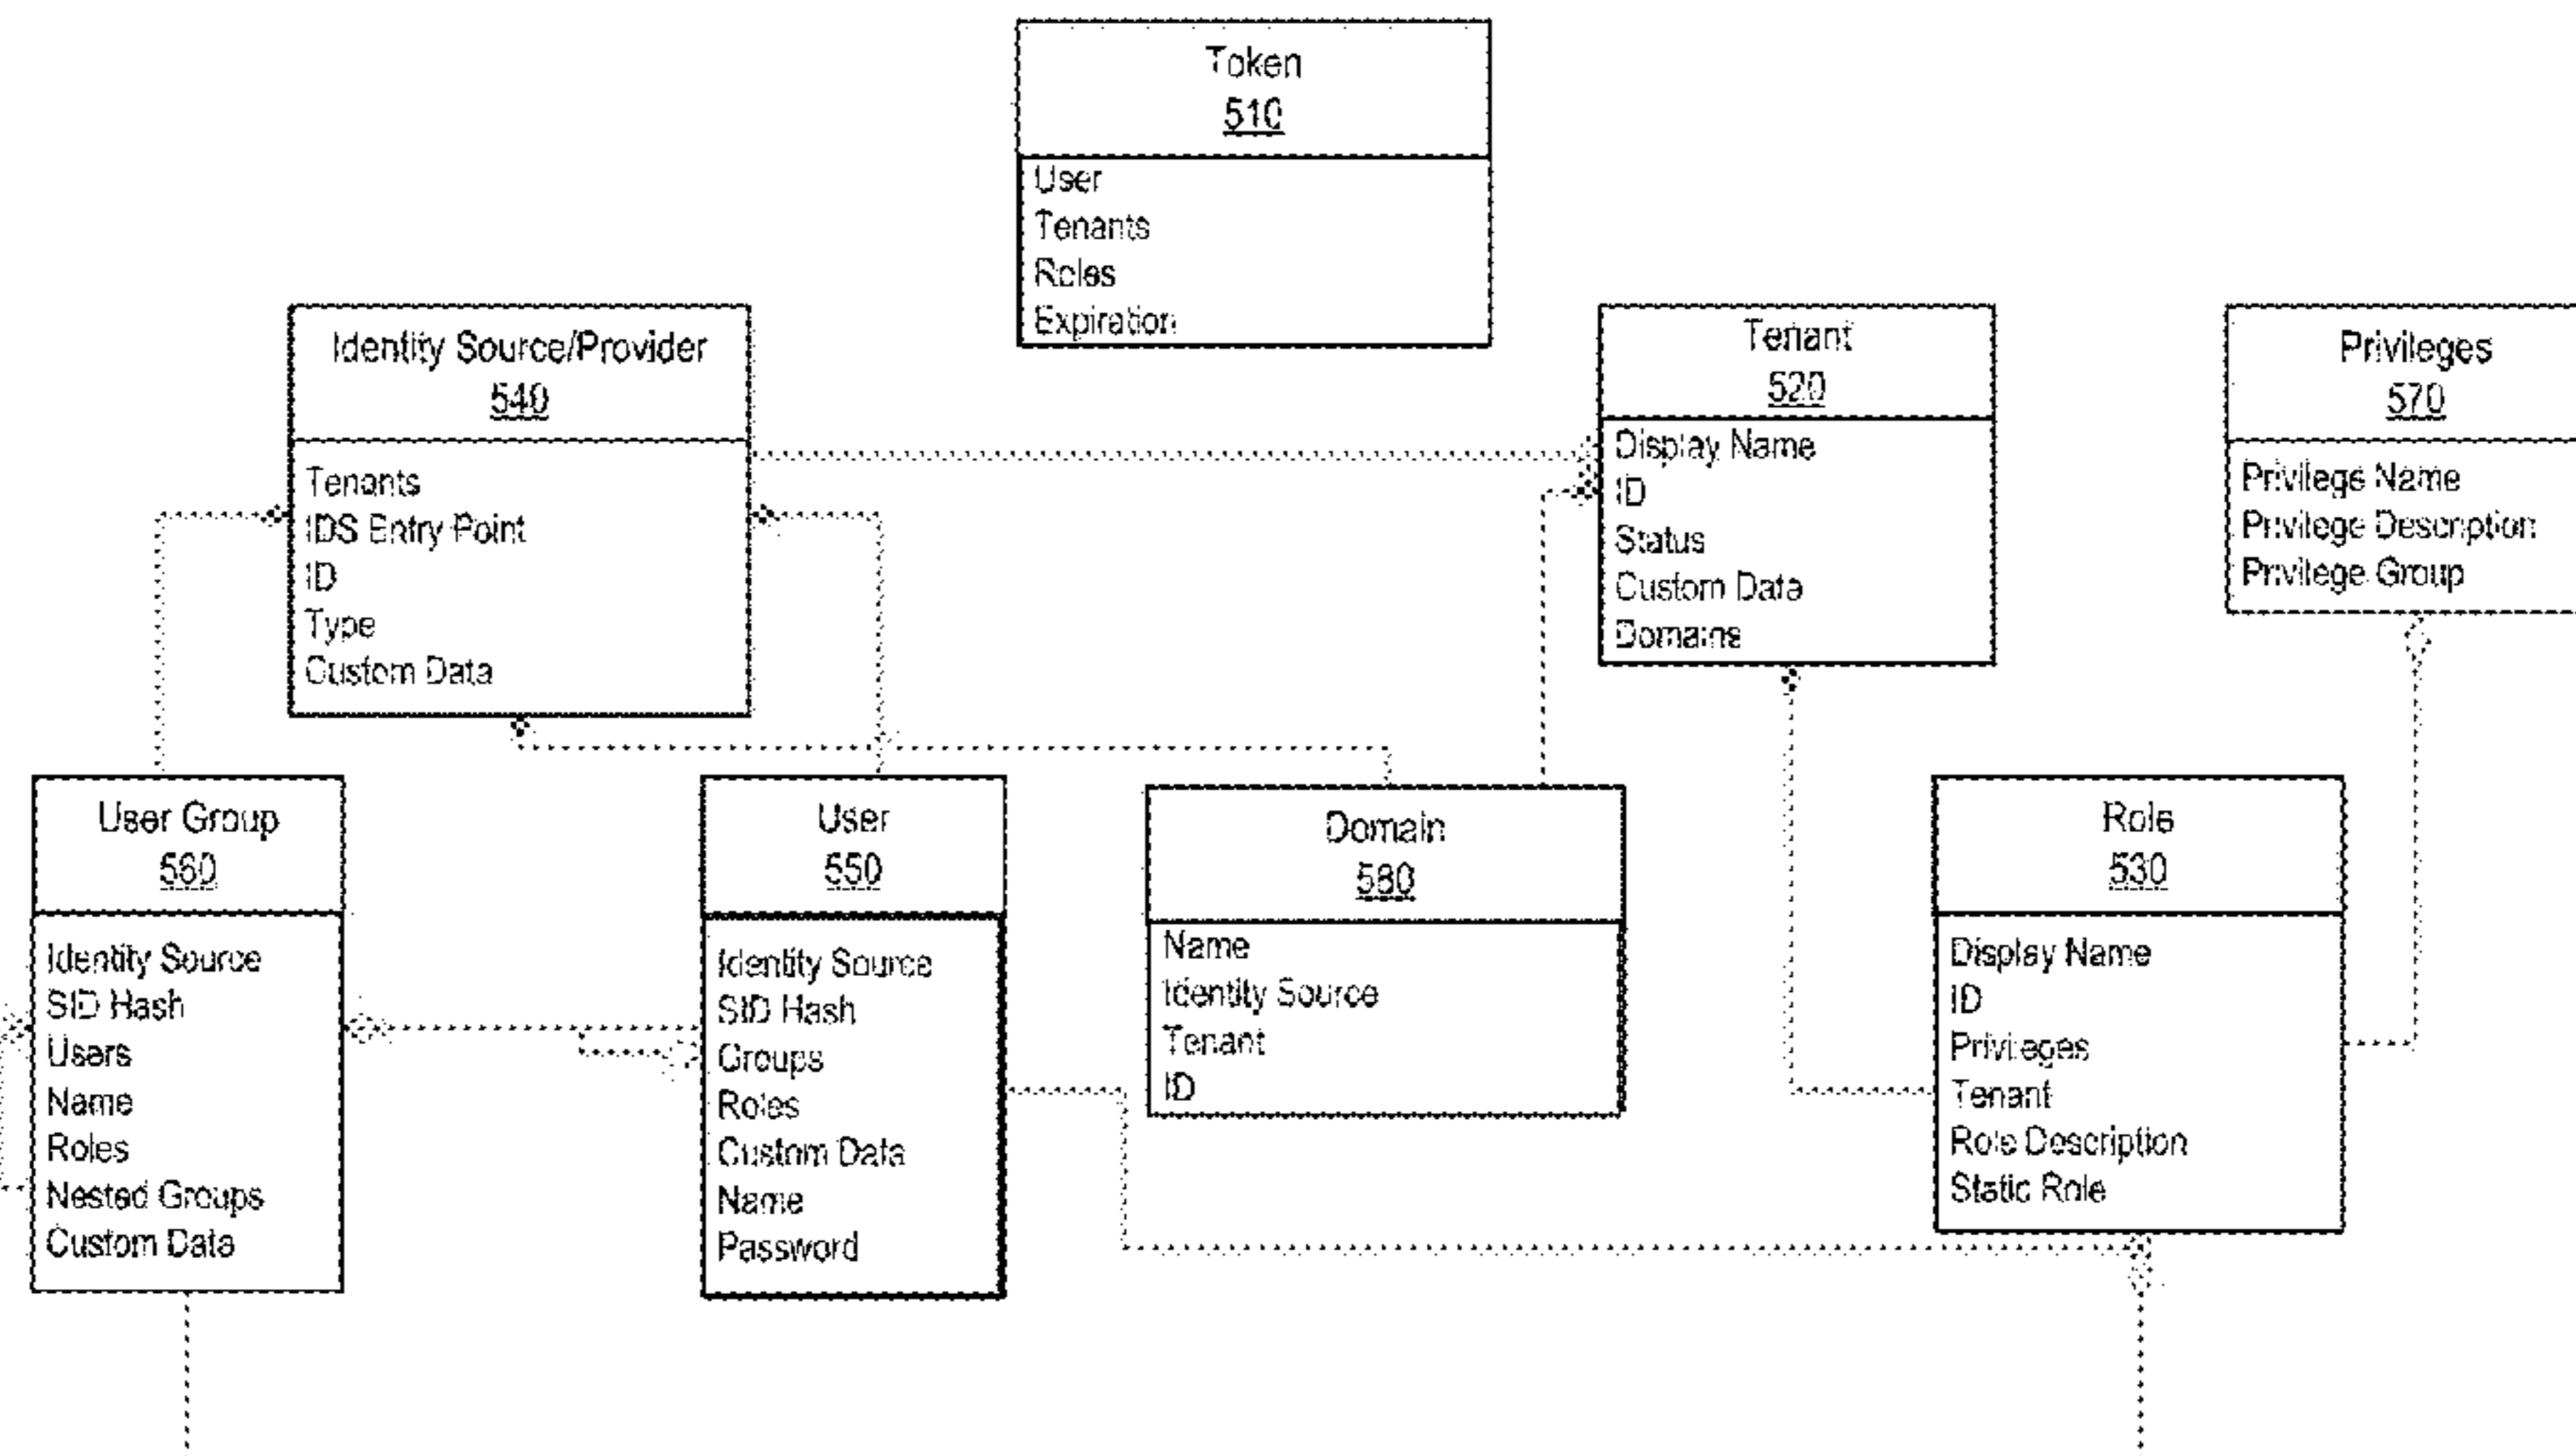 Token
510
User
Tenants
Roles
Expiration
Identity Source/Provider
540
Tenants
IDS Entry Point
ID
Type
Custom Data
Tenant
520
Display Name
ID
Status
Custom Data
Domains
Privileges
570
Privilege Name
Privilege Description
Privilege Group
User Group
560
Identity Source
SID Hash
Users
Name
Roles
Nested Groups
Custom Data
User
550
Identity Source
SID Hash
Groups
Roles
Custom Data
Name
Password
Domain
580
Name
Identity Source
Tenant
ID
Role
530
Display Name
ID
Privileges
Tenant
Role Description
Static Role